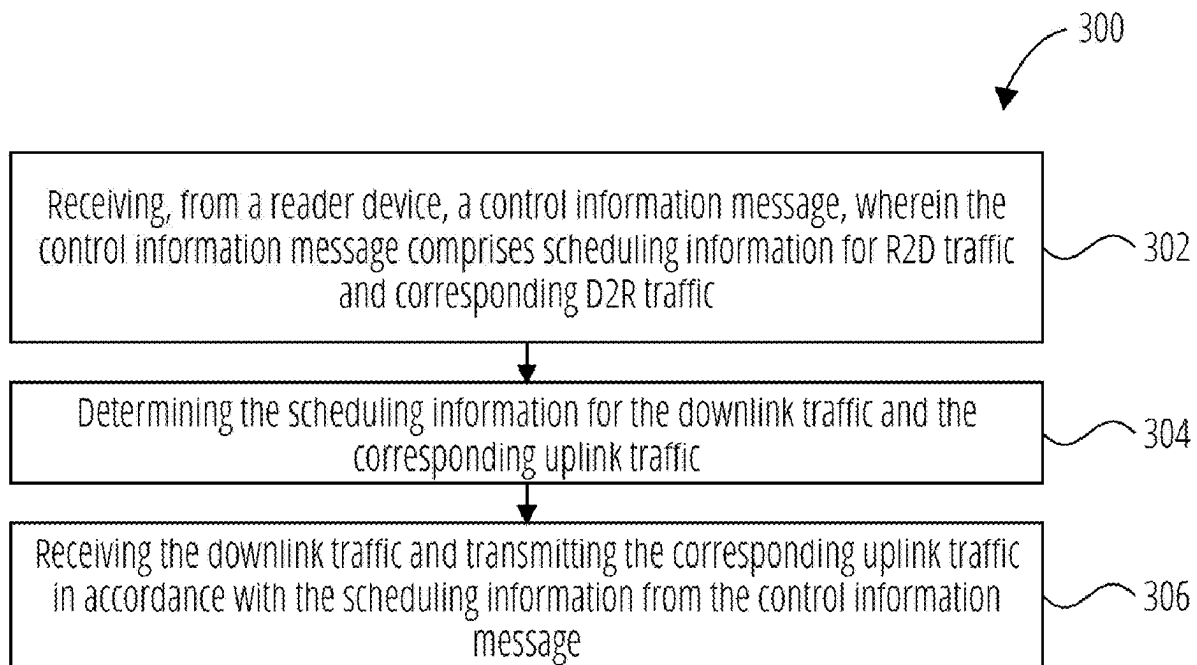 300
Receiving, from a reader device, a control information message, wherein the
control information message comprises scheduling information for R2D traffic
and corresponding D2R traffic
302
Determining the scheduling information for the downlink traffic and the
corresponding uplink traffic
304
Receiving the downlink traffic and transmitting the corresponding uplink traffic
in accordance with the scheduling information from the control information
message
306